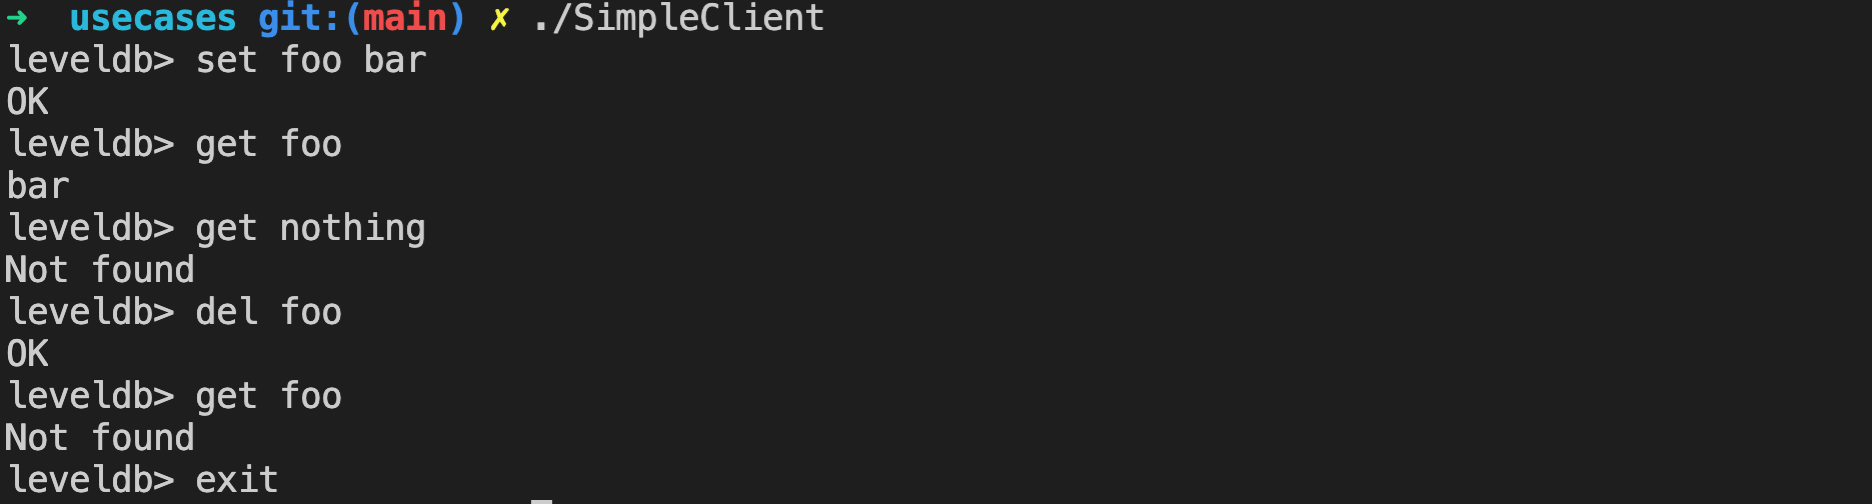 ➜  usecases git:(main) ✗ ./SimpleClient
leveldb> set foo bar
OK
leveldb> get foo
bar
leveldb> get nothing
Not found
leveldb> del foo
OK
leveldb> get foo
Not found
leveldb> exit